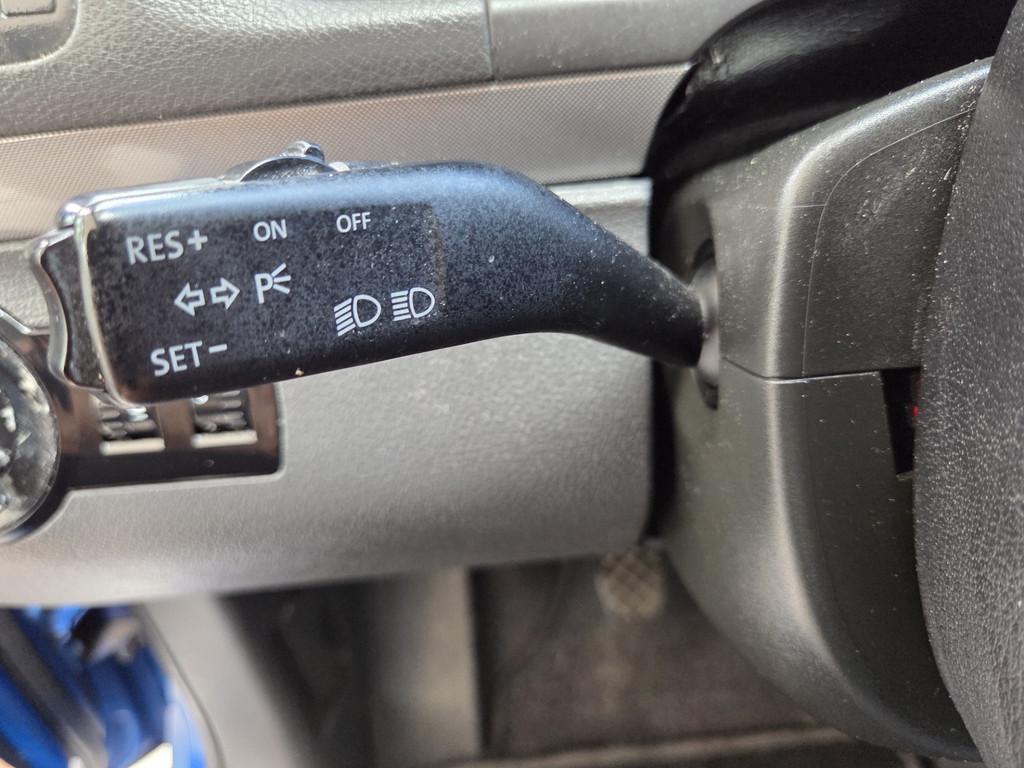 RES+ ON OFF
P
SET-